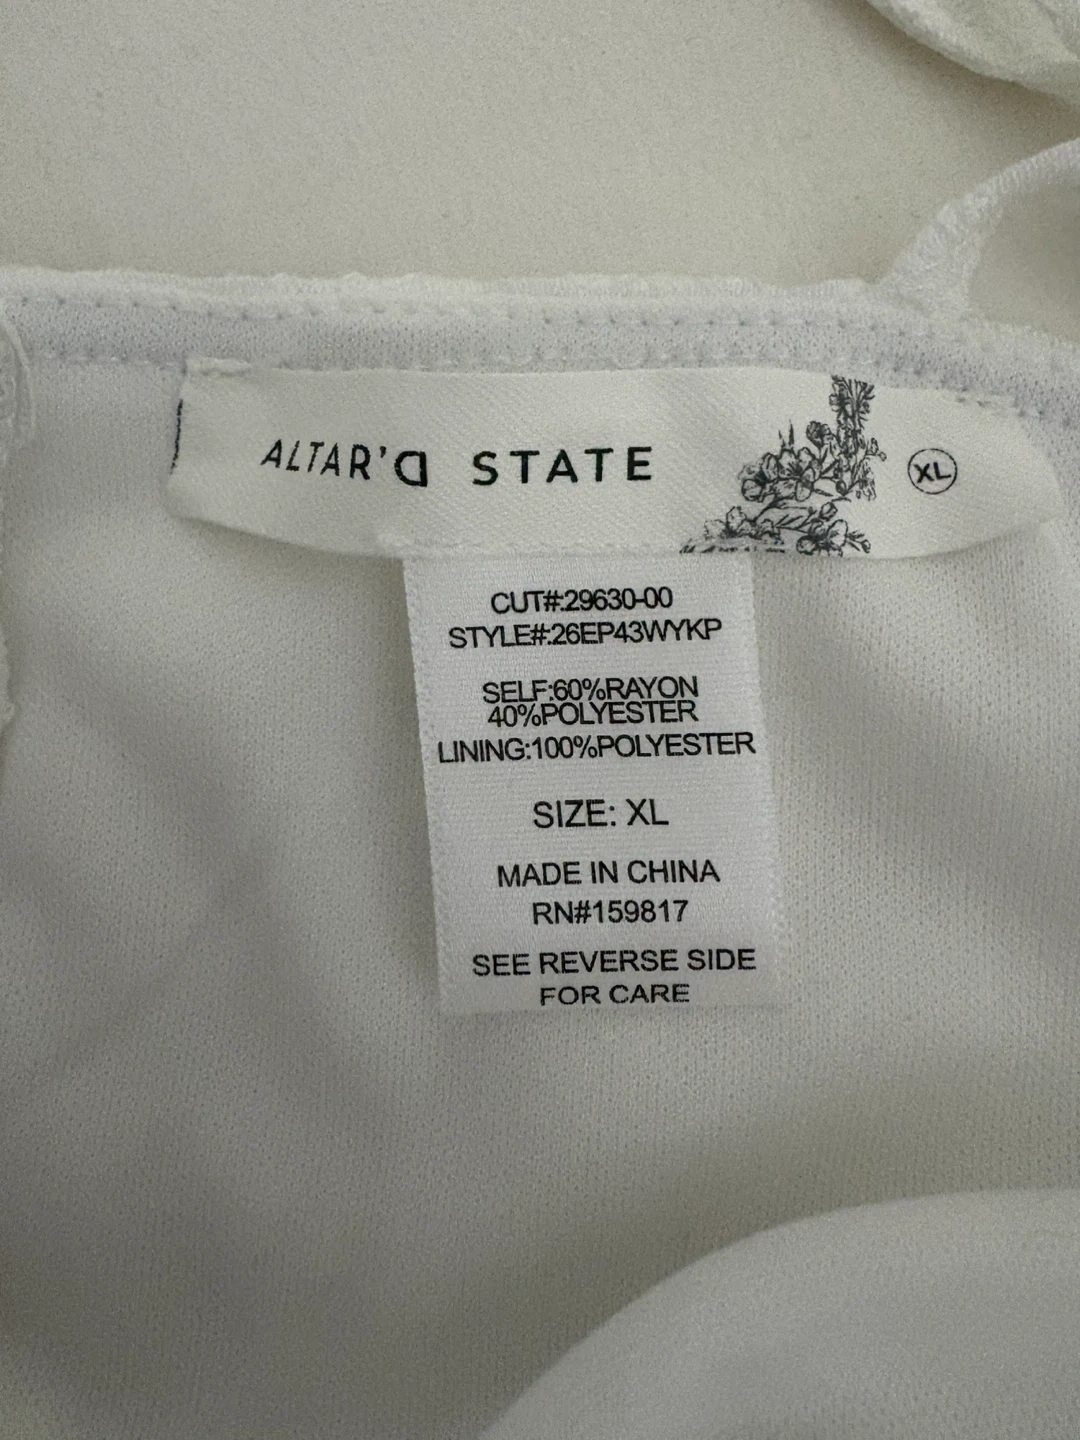 ALTAR'D STATE XL
CUT#:29630-00
STYLE#:26EP43WYKP
SELF:60%RAYON
40%POLYESTER
LINING:100%POLYESTER
SIZE: XL
MADE IN CHINA
RN#159817
SEE REVERSE SIDE
FOR CARE